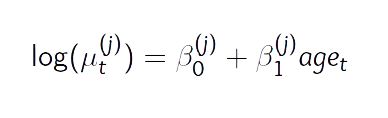 log(μ_t^{(j)}) = β_0^{(j)} + β_1^{(j)} age_t